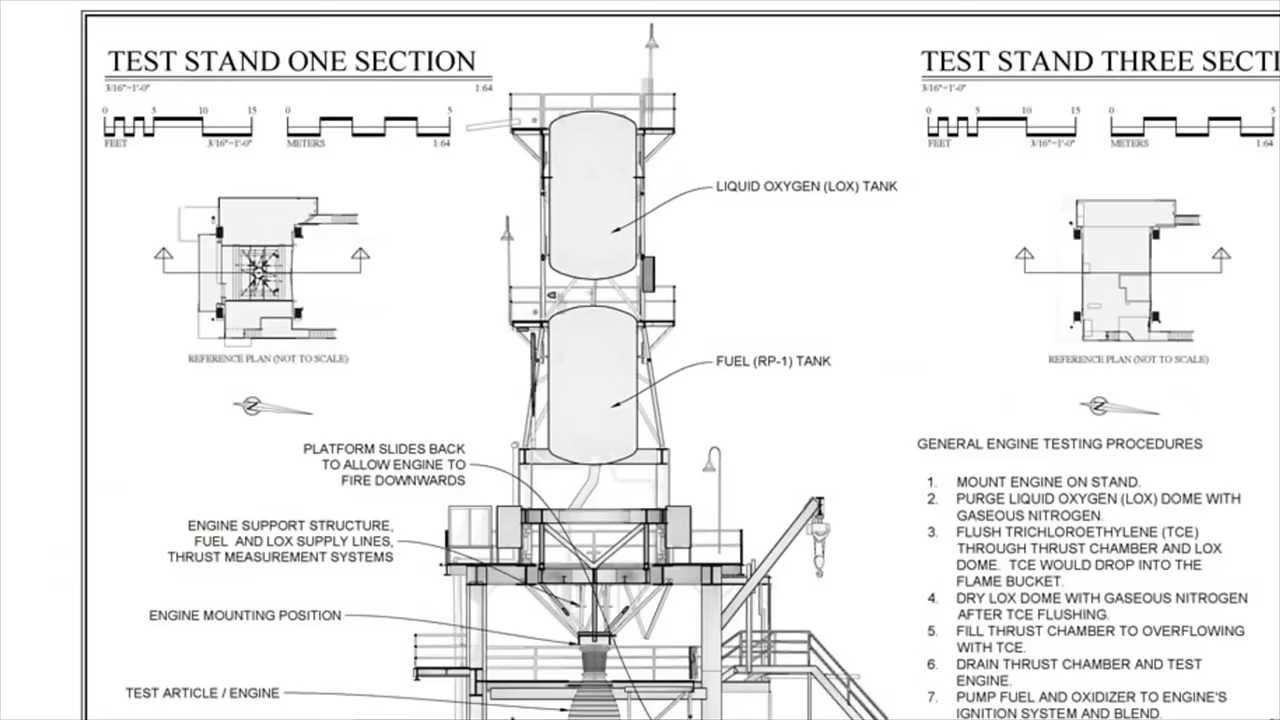 TEST STAND ONE SECTION
3/16"=1'-0" 1:64
0 5 10 15 0 5
FEET 3/16"=1'-0" METERS 1:64
REFERENCE PLAN (NOT TO SCALE)
N
LIQUID OXYGEN (LOX) TANK
FUEL (RP-1) TANK
PLATFORM SLIDES BACK
TO ALLOW ENGINE TO
FIRE DOWNWARDS
ENGINE SUPPORT STRUCTURE,
FUEL AND LOX SUPPLY LINES,
THRUST MEASUREMENT SYSTEMS
ENGINE MOUNTING POSITION
TEST ARTICLE / ENGINE
TEST STAND THREE SECTI
3/16"=1'-0"
0 5 10 15 0 5
FEET 3/16"=1'-0" METERS 1:64
REFERENCE PLAN (NOT TO SCALE)
N
GENERAL ENGINE TESTING PROCEDURES
1. MOUNT ENGINE ON STAND.
2. PURGE LIQUID OXYGEN (LOX) DOME WITH
GASEOUS NITROGEN.
3. FLUSH TRICHLOROETHYLENE (TCE)
THROUGH THRUST CHAMBER AND LOX
DOME. TCE WOULD DROP INTO THE
FLAME BUCKET.
4. DRY LOX DOME WITH GASEOUS NITROGEN
AFTER TCE FLUSHING.
5. FILL THRUST CHAMBER TO OVERFLOWING
WITH TCE.
6. DRAIN THRUST CHAMBER AND TEST
ENGINE.
7. PUMP FUEL AND OXIDIZER TO ENGINE'S
IGNITION SYSTEM AND BLEND.